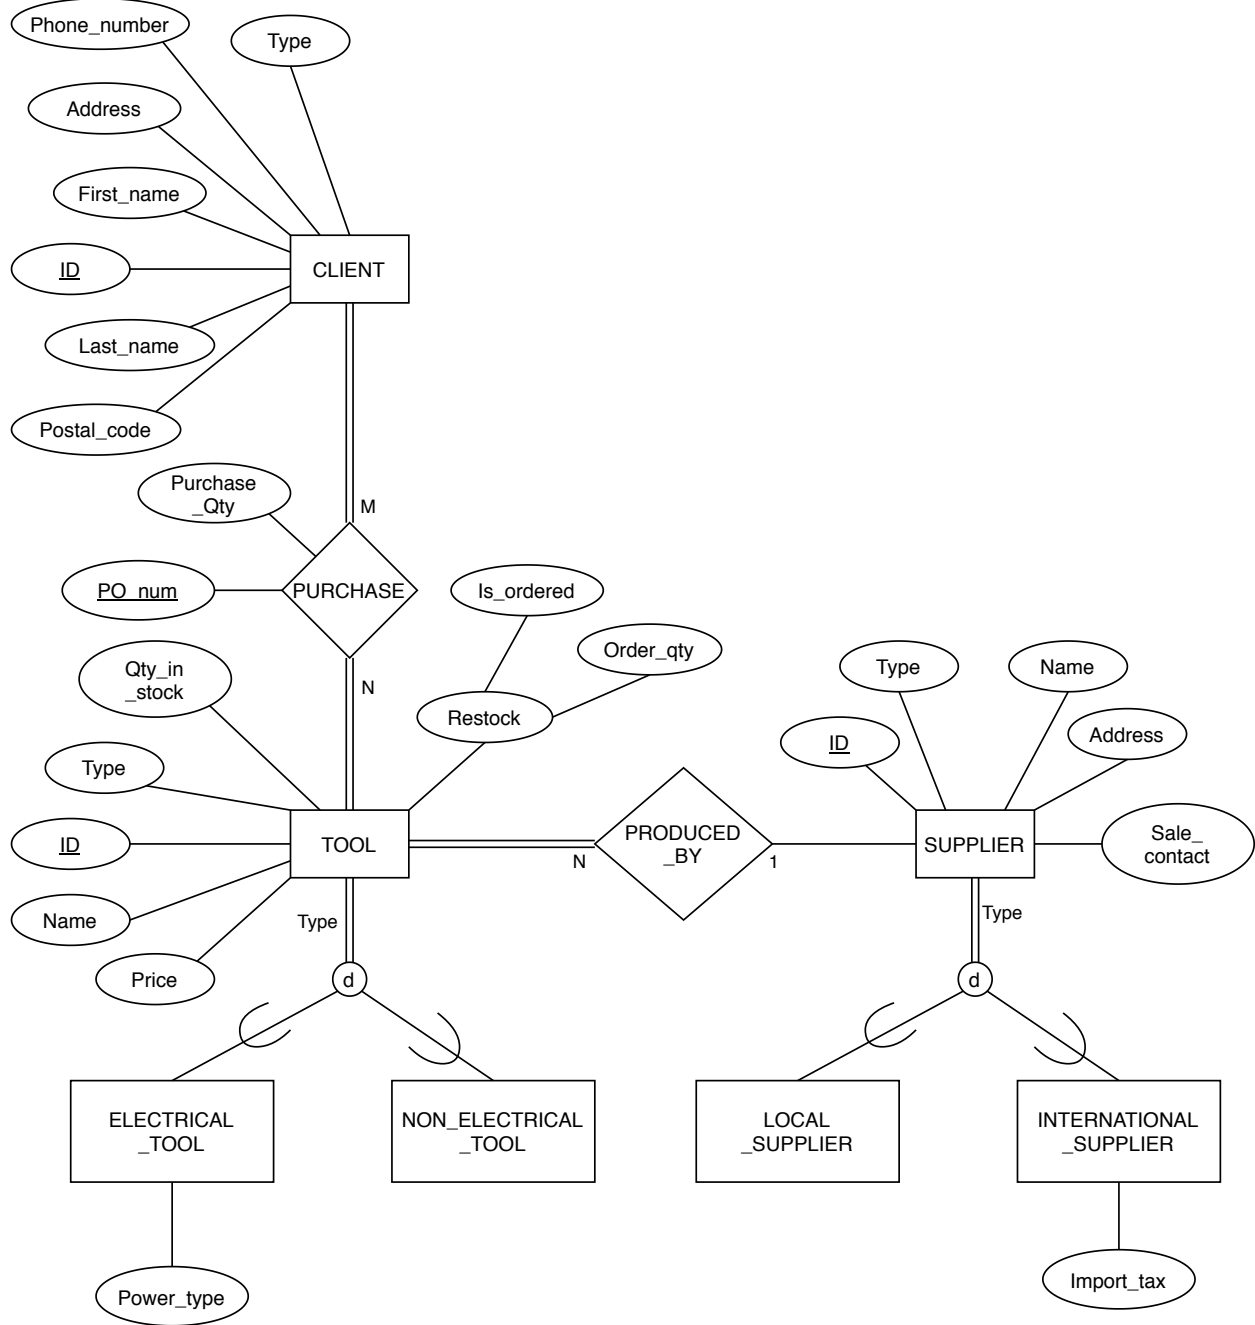 Phone_number
Type
Address
First_name
ID
CLIENT
Last_name
Postal_code
Purchase
_Qty
M
PO_num
PURCHASE
Is_ordered
Order_qty
Qty_in
_stock
N
Restock
Type
Name
ID
Address
Type
ID
TOOL
N
PRODUCED
_BY
1
SUPPLIER
Sale_
contact
Name
Type
Type
Price
d
d
ELECTRICAL
_TOOL
NON_ELECTRICAL
_TOOL
LOCAL
_SUPPLIER
INTERNATIONAL
_SUPPLIER
Power_type
Import_tax